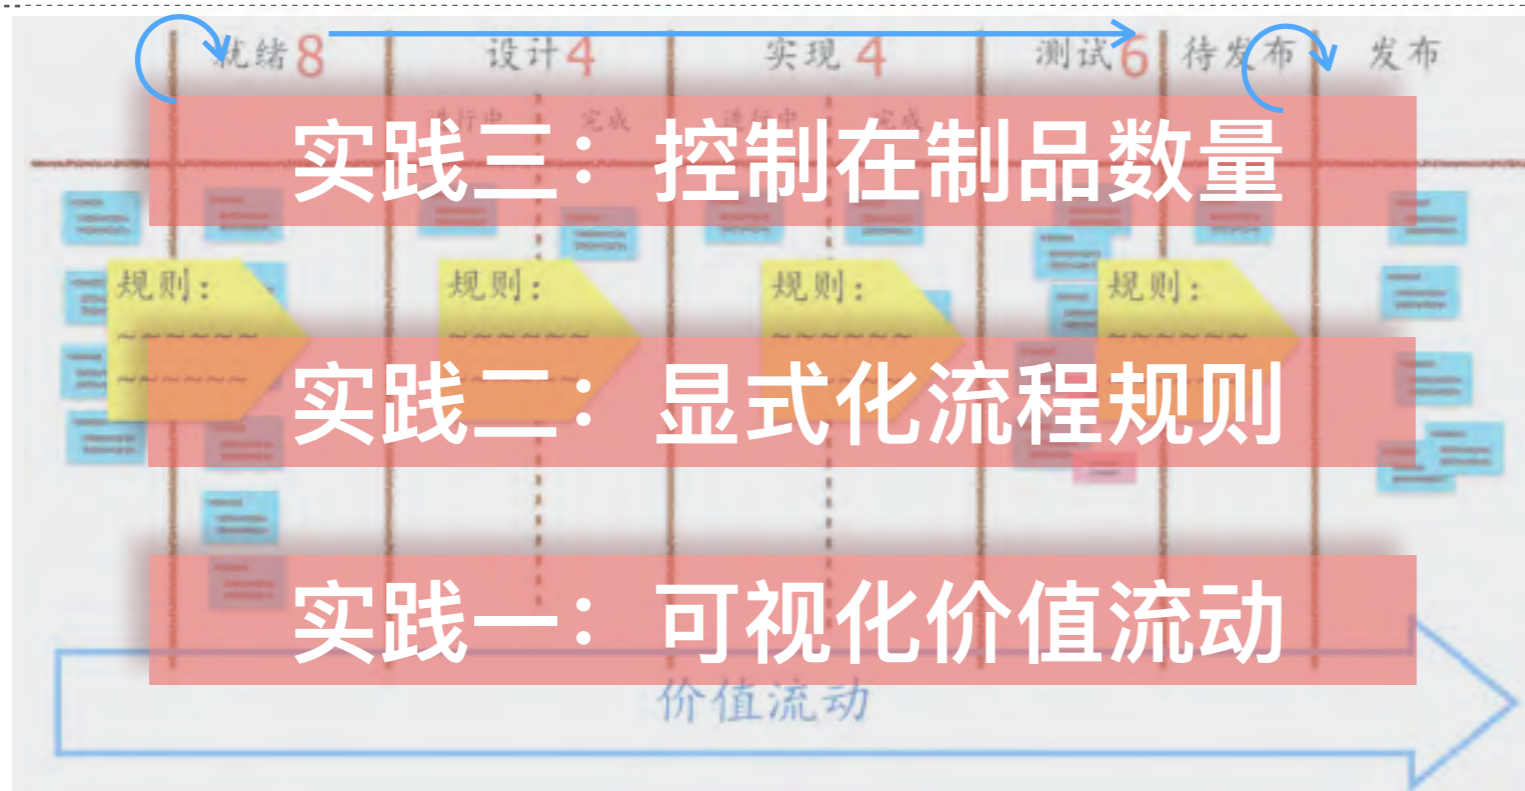 就绪 8 设计 4 实现 4 测试 6 待发布 发布
进行中 完成 进行中 完成
实践三：控制在制品数量
规则： 规则： 规则： 规则：
实践二：显式化流程规则
实践一：可视化价值流动
价值流动